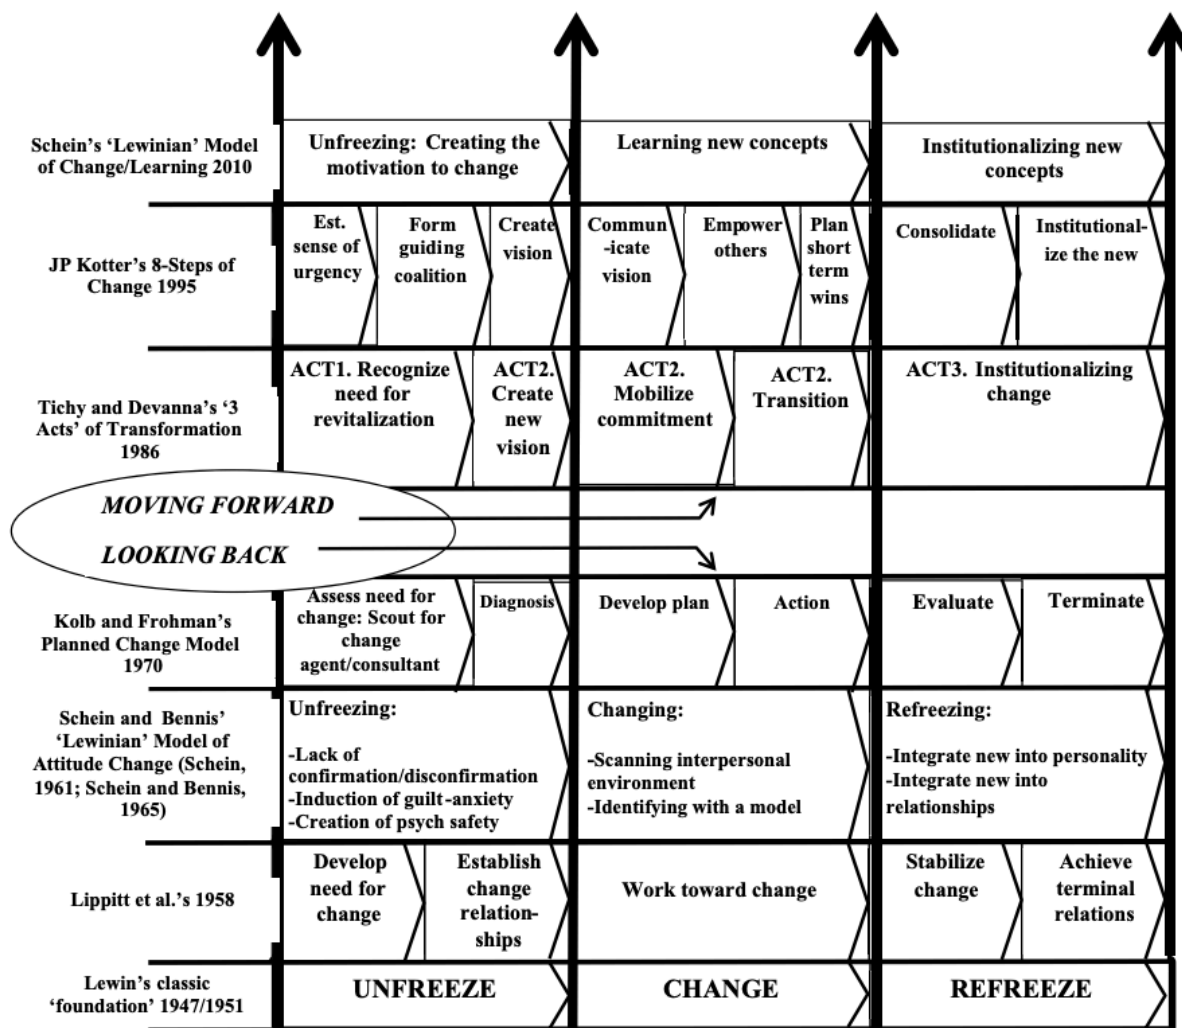 Schein’s ‘Lewinian’ Model
of Change/Learning 2010
Unfreezing: Creating the
motivation to change
Learning new concepts
Institutionalizing new
concepts
JP Kotter’s 8-Steps of
Change 1995
Est.
sense of
urgency
Form
guiding
coalition
Create
vision
Commun
-icate
vision
Empower
others
Plan
short
term
wins
Consolidate
Institutional-
ize the new
Tichy and Devanna’s ‘3
Acts’ of Transformation
1986
ACT1. Recognize
need for
revitalization
ACT2.
Create
new
vision
ACT2.
Mobilize
commitment
ACT2.
Transition
ACT3. Institutionalizing
change
MOVING FORWARD
LOOKING BACK
Kolb and Frohman’s
Planned Change Model
1970
Assess need for
change: Scout for
change
agent/consultant
Diagnosis
Develop plan
Action
Evaluate
Terminate
Schein and Bennis’
‘Lewinian’ Model of
Attitude Change (Schein,
1961; Schein and Bennis,
1965)
Unfreezing:
-Lack of
confirmation/disconfirmation
-Induction of guilt-anxiety
-Creation of psych safety
Changing:
-Scanning interpersonal
environment
-Identifying with a model
Refreezing:
-Integrate new into personality
-Integrate new into
relationships
Lippitt et al.’s 1958
Develop
need for
change
Establish
change
relation-
ships
Work toward change
Stabilize
change
Achieve
terminal
relations
Lewin’s classic
‘foundation’ 1947/1951
UNFREEZE
CHANGE
REFREEZE